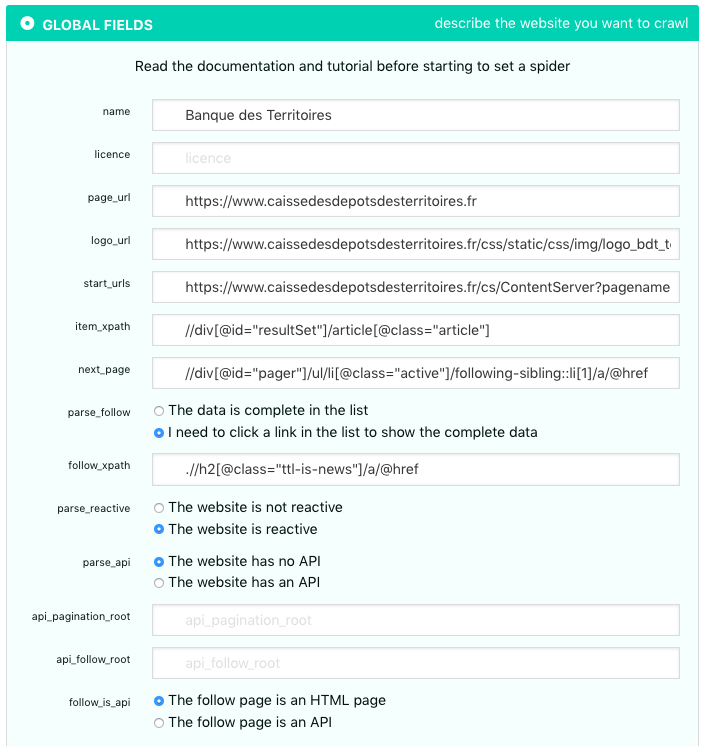 GLOBAL FIELDS describe the website you want to crawl
Read the documentation and tutorial before starting to set a spider
name Banque des Territoires
licence licence
page_url https://www.caissedesdepotsdesterritoires.fr
logo_url https://www.caissedesdepotsdesterritoires.fr/css/static/css/img/logo_bdt_t
start_urls https://www.caissedesdepotsdesterritoires.fr/cs/ContentServer?pagename
item_xpath //div[@id="resultSet"]/article[@class="article"]
next_page //div[@id="pager"]/ul/li[@class="active"]/following-sibling::li[1]/a/@href
parse_follow The data is complete in the list
I need to click a link in the list to show the complete data
follow_xpath .//h2[@class="ttl-is-news"]/a/@href
parse_reactive The website is not reactive
The website is reactive
parse_api The website has no API
The website has an API
api_pagination_root api_pagination_root
api_follow_root api_follow_root
follow_is_api The follow page is an HTML page
The follow page is an API